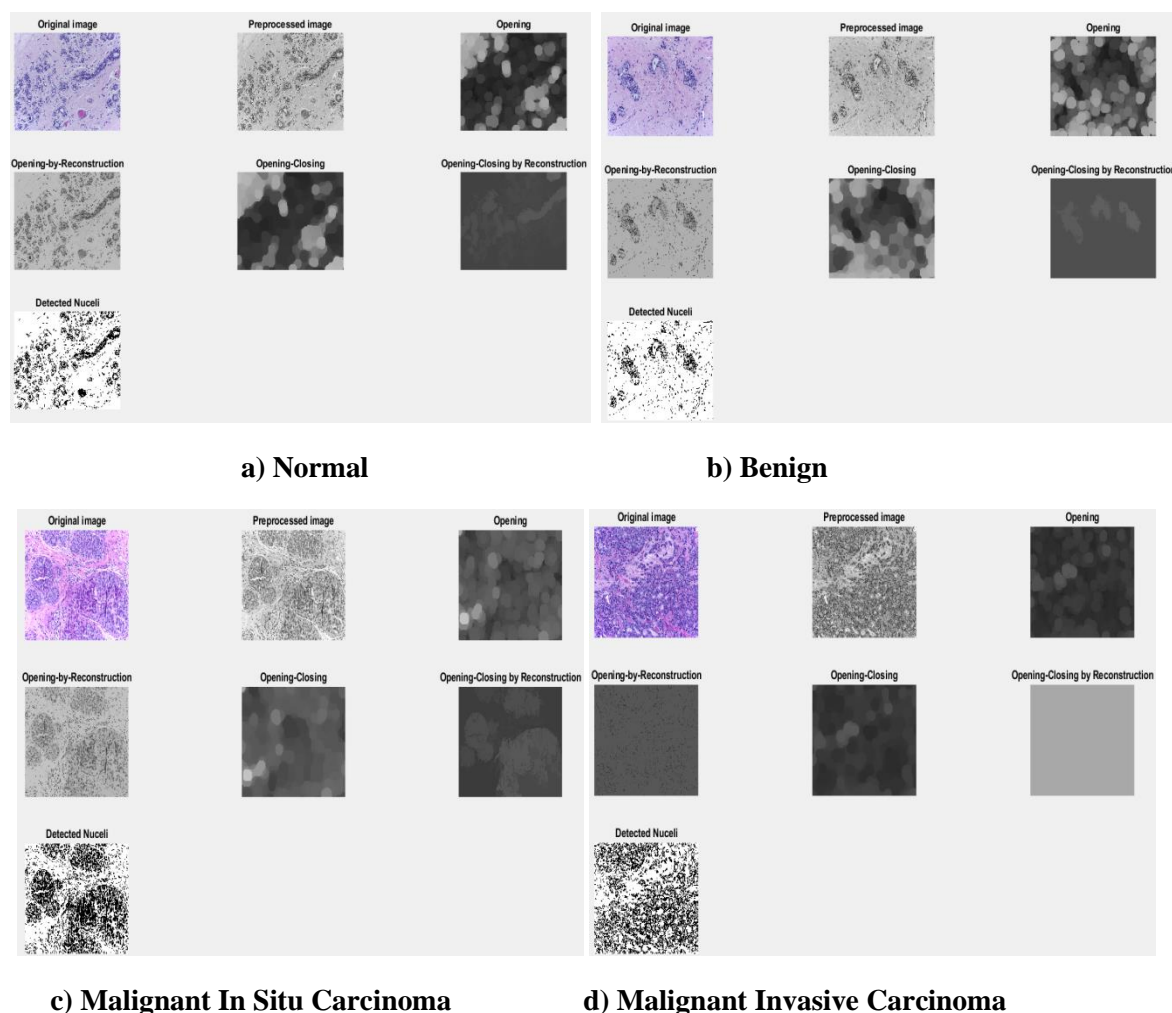 Original image
Preprocessed image
Opening
Opening-by-Reconstruction
Opening-Closing
Opening-Closing by Reconstruction
Detected Nuceli
a) Normal
Original image
Preprocessed image
Opening
Opening-by-Reconstruction
Opening-Closing
Opening-Closing by Reconstruction
Detected Nuceli
b) Benign
Original image
Preprocessed image
Opening
Opening-by-Reconstruction
Opening-Closing
Opening-Closing by Reconstruction
Detected Nuceli
c) Malignant In Situ Carcinoma
Original image
Preprocessed image
Opening
Opening-by-Reconstruction
Opening-Closing
Opening-Closing by Reconstruction
Detected Nuceli
d) Malignant Invasive Carcinoma